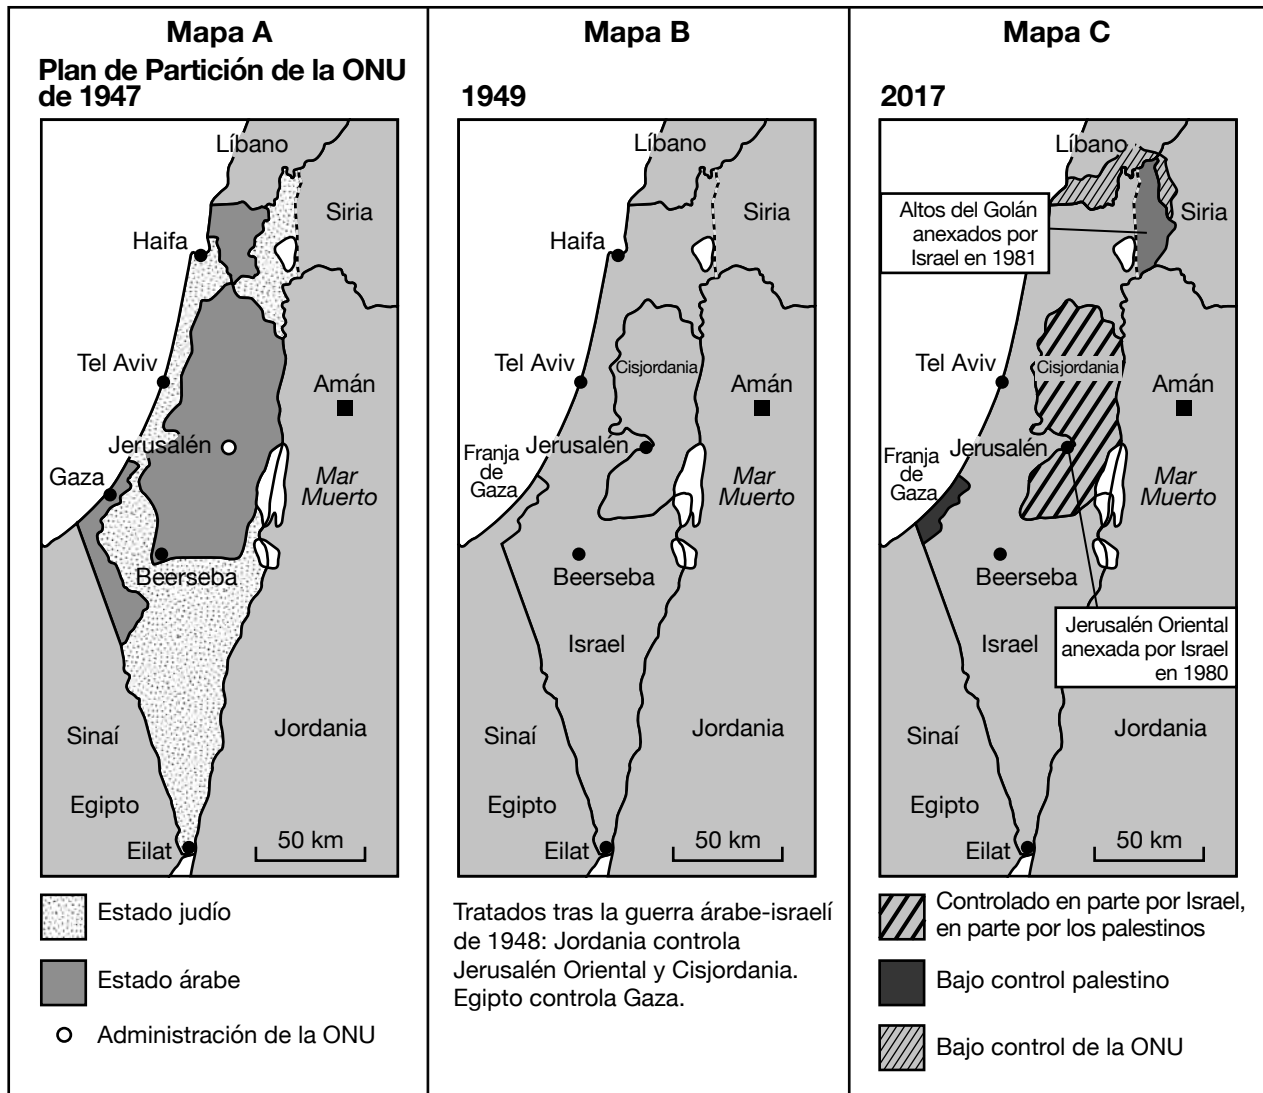 Mapa A
Plan de Partición de la ONU
de 1947
Líbano
Siria
Haifa
Tel Aviv
Amán
Jerusalén
Gaza
Mar
Muerto
Beerseba
Sinaí
Jordania
Egipto
Eilat
50 km
Estado judío
Estado árabe
Administración de la ONU
Mapa B
1949
Líbano
Siria
Haifa
Tel Aviv
Cisjordania
Amán
Jerusalén
Franja
de
Gaza
Mar
Muerto
Beerseba
Israel
Sinaí
Jordania
Egipto
Eilat
50 km
Tratados tras la guerra árabe-israelí
de 1948: Jordania controla
Jerusalén Oriental y Cisjordania.
Egipto controla Gaza.
Mapa C
2017
Líbano
Siria
Altos del Golán
anexados por
Israel en 1981
Tel Aviv
Cisjordania
Amán
Jerusalén
Franja
de
Gaza
Mar
Muerto
Beerseba
Jerusalén Oriental
anexada por Israel
en 1980
Israel
Sinaí
Jordania
Egipto
Eilat
50 km
Controlado en parte por Israel,
en parte por los palestinos
Bajo control palestino
Bajo control de la ONU